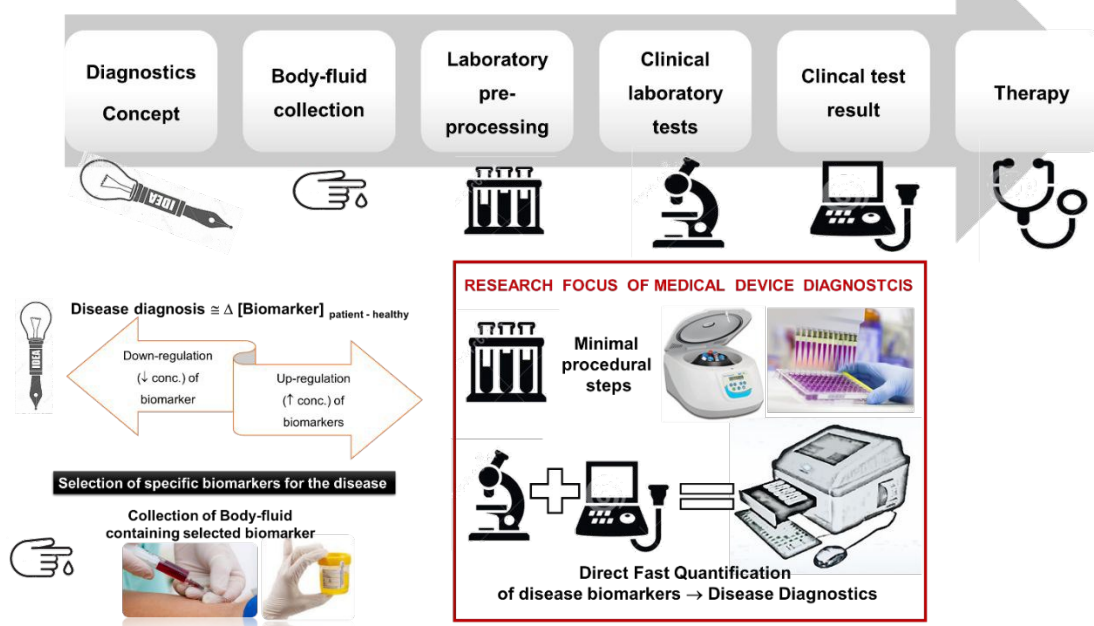 Diagnostics
Concept
Body-fluid
collection
Laboratory
pre-
processing
Clinical
laboratory
tests
Clincal test
result
Therapy
IDEA
Disease diagnosis ≅ Δ [Biomarker] patient - healthy
IDEA
Down-regulation
(↓ conc.) of
biomarker
Up-regulation
(↑ conc.) of
biomarkers
Selection of specific biomarkers for the disease
Collection of Body-fluid
containing selected biomarker
RESEARCH FOCUS OF MEDICAL DEVICE DIAGNOSTCIS
Minimal
procedural
steps
Direct Fast Quantification
of disease biomarkers → Disease Diagnostics